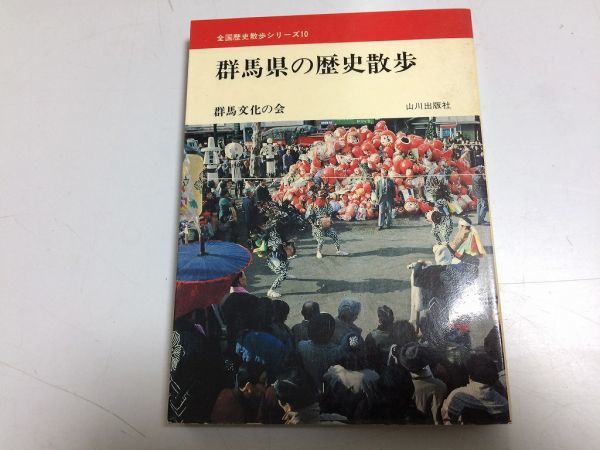 全国歴史散歩シリーズ10
群馬県の歴史散歩
群馬文化の会
山川出版社